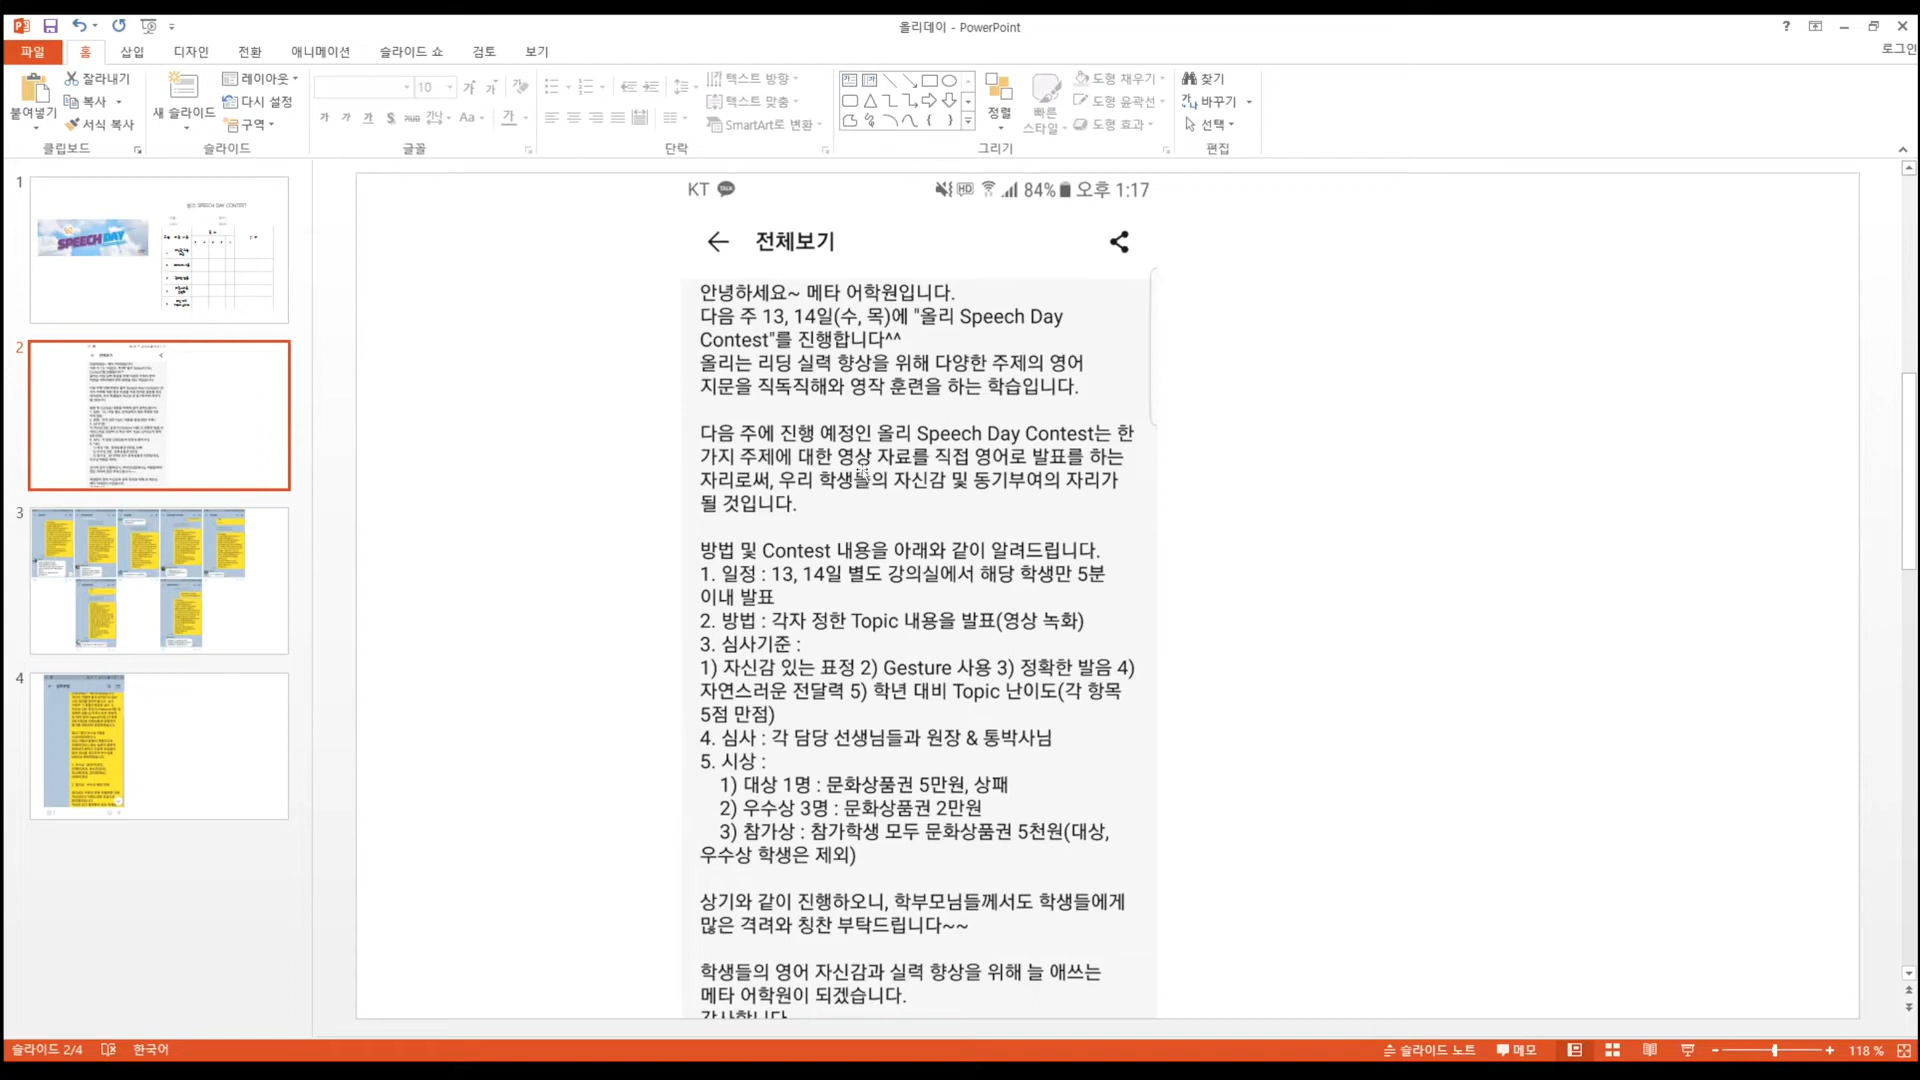 올리데이 - PowerPoint
로그인
파일 홈 삽입 디자인 전환 애니메이션 슬라이드 쇼 검토 보기
붙여넣기 잘라내기 복사 서식 복사 클립보드
새 슬라이드 레이아웃 다시 설정 구역 슬라이드
10
가 가 가 S 가간 Aa 가 글꼴
텍스트 방향 텍스트 맞춤 SmartArt로 변환 단락
정렬 빠른 스타일 도형 채우기 도형 윤곽선 도형 효과 그리기
찾기 바꾸기 선택 편집
1
SPEECH DAY
SPEECH DAY CONTEST
2
3
4
KT TALK HD 84% 오후 1:17
전체보기
안녕하세요~ 메타 어학원입니다.
다음 주 13, 14일(수, 목)에 "올리 Speech Day
Contest"를 진행합니다^^
올리는 리딩 실력 향상을 위해 다양한 주제의 영어
지문을 직독직해와 영작 훈련을 하는 학습입니다.
다음 주에 진행 예정인 올리 Speech Day Contest는 한
가지 주제에 대한 영상 자료를 직접 영어로 발표를 하는
자리로써, 우리 학생들의 자신감 및 동기부여의 자리가
될 것입니다.
방법 및 Contest 내용을 아래와 같이 알려드립니다.
1. 일정 : 13, 14일 별도 강의실에서 해당 학생만 5분
이내 발표
2. 방법 : 각자 정한 Topic 내용을 발표(영상 녹화)
3. 심사기준 :
1) 자신감 있는 표정 2) Gesture 사용 3) 정확한 발음 4)
자연스러운 전달력 5) 학년 대비 Topic 난이도(각 항목
5점 만점)
4. 심사 : 각 담당 선생님들과 원장 & 통박사님
5. 시상 :
1) 대상 1명 : 문화상품권 5만원, 상패
2) 우수상 3명 : 문화상품권 2만원
3) 참가상 : 참가학생 모두 문화상품권 5천원(대상,
우수상 학생은 제외)
상기와 같이 진행하오니, 학부모님들께서도 학생들에게
많은 격려와 칭찬 부탁드립니다~~
학생들의 영어 자신감과 실력 향상을 위해 늘 애쓰는
메타 어학원이 되겠습니다.
감사합니다
슬라이드 2/4 한국어 슬라이드 노트 메모 118 %